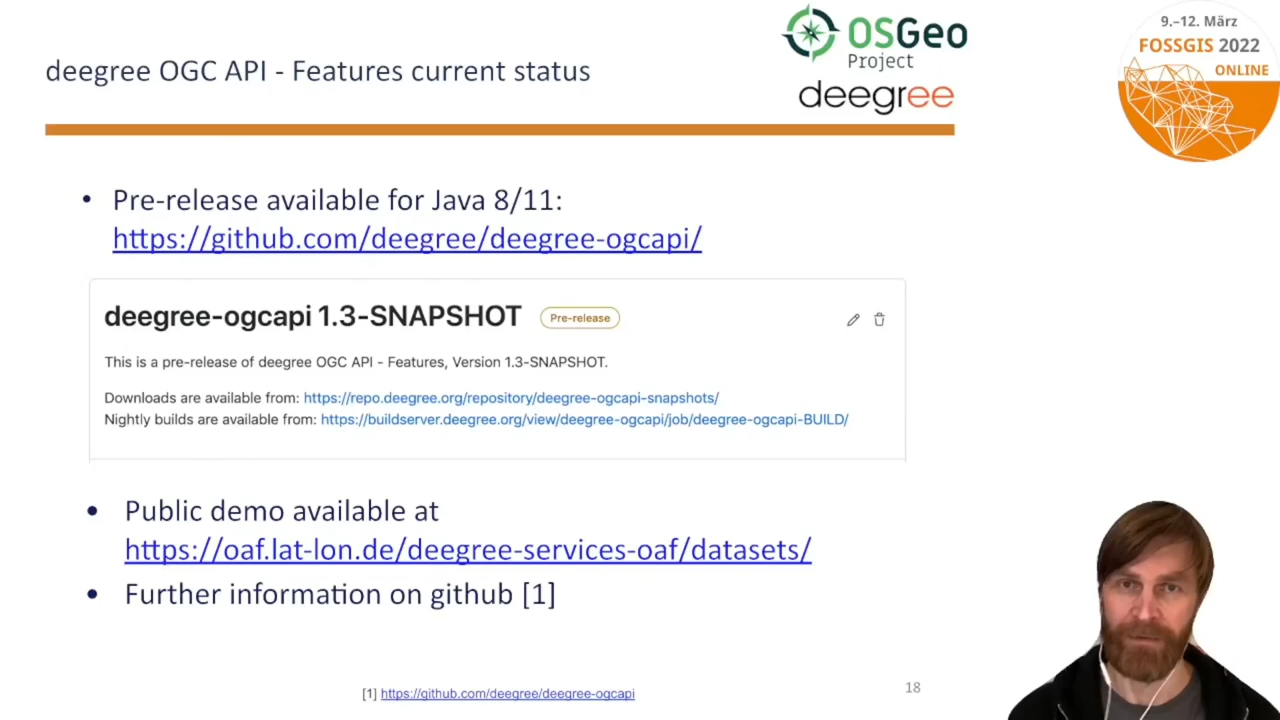 deegree OGC API - Features current status
OSGeo
Project
deegree
9.–12. März
FOSSGIS 2022
ONLINE
• Pre-release available for Java 8/11:
https://github.com/deegree/deegree-ogcapi/
deegree-ogcapi 1.3-SNAPSHOT Pre-release
This is a pre-release of deegree OGC API - Features, Version 1.3-SNAPSHOT.
Downloads are available from: https://repo.deegree.org/repository/deegree-ogcapi-snapshots/
Nightly builds are available from: https://buildserver.deegree.org/view/deegree-ogcapi/job/deegree-ogcapi-BUILD/
• Public demo available at
https://oaf.lat-lon.de/deegree-services-oaf/datasets/
• Further information on github [1]
[1] https://github.com/deegree/deegree-ogcapi
18